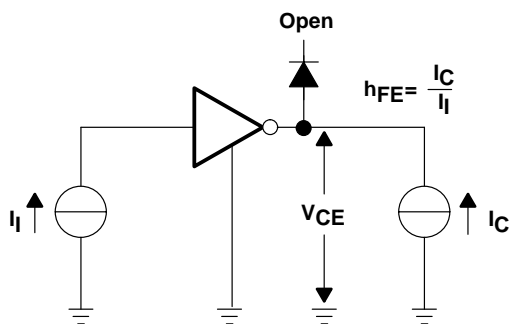 Open
hFE = IC
II
II
VCE
IC